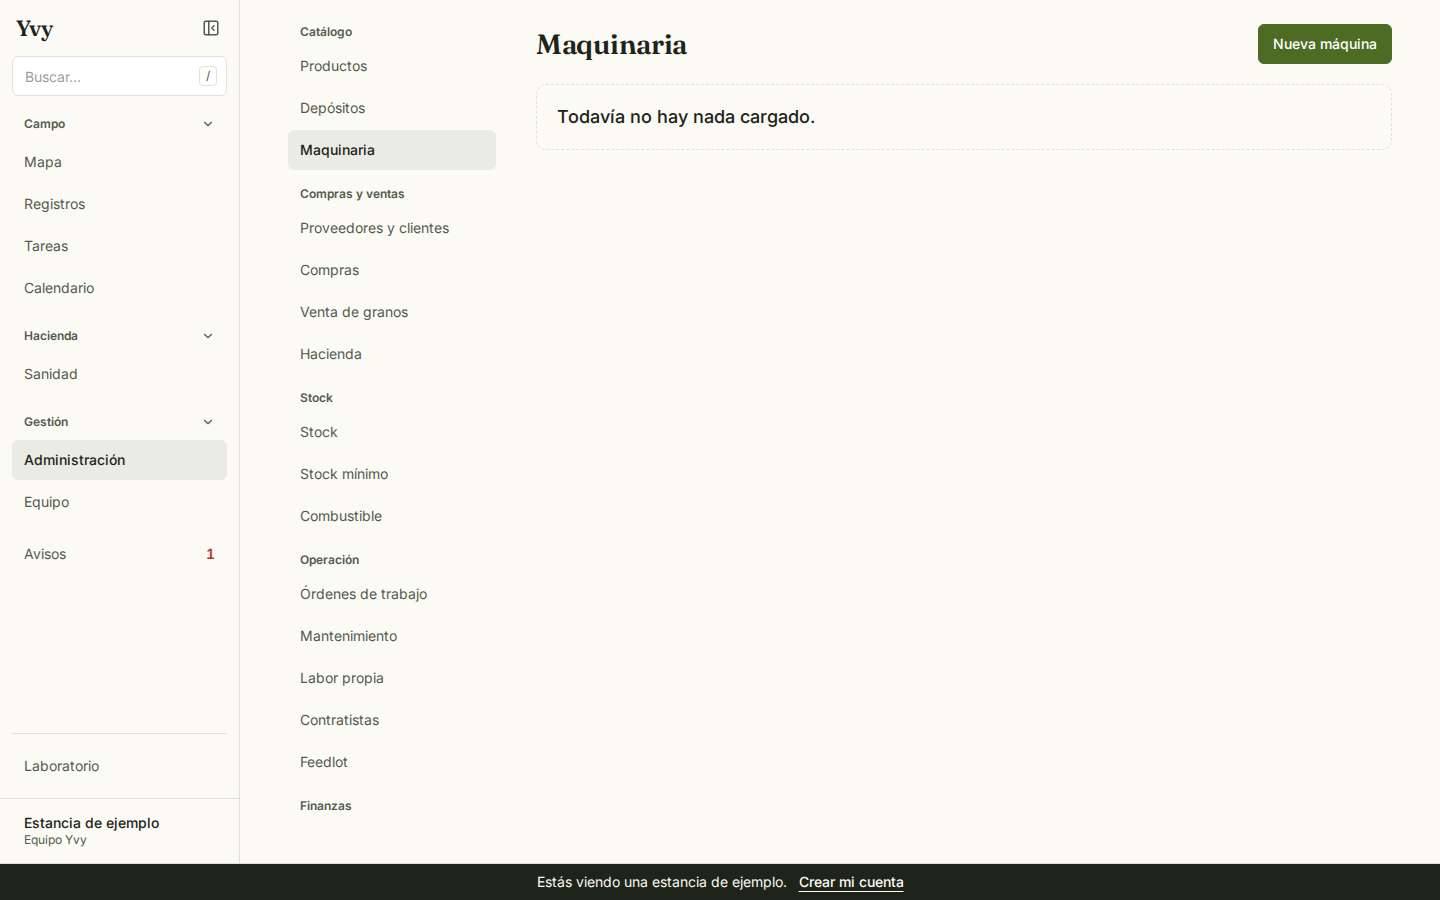 Yvy
Buscar...
/
Campo
Mapa
Registros
Tareas
Calendario
Hacienda
Sanidad
Gestión
Administración
Equipo
Avisos 1
Laboratorio
Estancia de ejemplo
Equipo Yvy
Catálogo
Productos
Depósitos
Maquinaria
Compras y ventas
Proveedores y clientes
Compras
Venta de granos
Hacienda
Stock
Stock
Stock mínimo
Combustible
Operación
Órdenes de trabajo
Mantenimiento
Labor propia
Contratistas
Feedlot
Finanzas
Maquinaria
Nueva máquina
Todavía no hay nada cargado.
Estás viendo una estancia de ejemplo. Crear mi cuenta